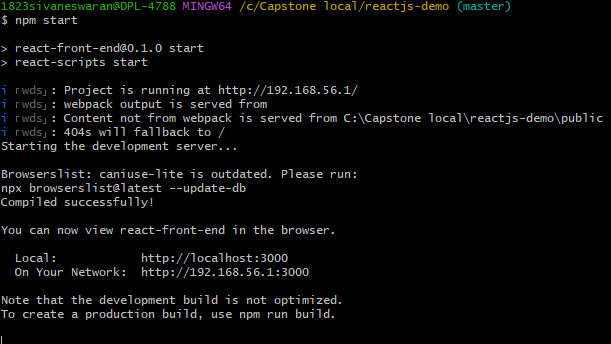 1823sivaneswaran@DPL-4788 MINGW64 /c/Capstone local/reactjs-demo (master)
$ npm start
> react-front-end@0.1.0 start
> react-scripts start
i 「wds」: Project is running at http://192.168.56.1/
i 「wds」: webpack output is served from
i 「wds」: Content not from webpack is served from C:\Capstone local\reactjs-demo\public
i 「wds」: 404s will fallback to /
Starting the development server...
Browserslist: caniuse-lite is outdated. Please run:
npx browserslist@latest --update-db
Compiled successfully!
You can now view react-front-end in the browser.
Local: http://localhost:3000
On Your Network: http://192.168.56.1:3000
Note that the development build is not optimized.
To create a production build, use npm run build.